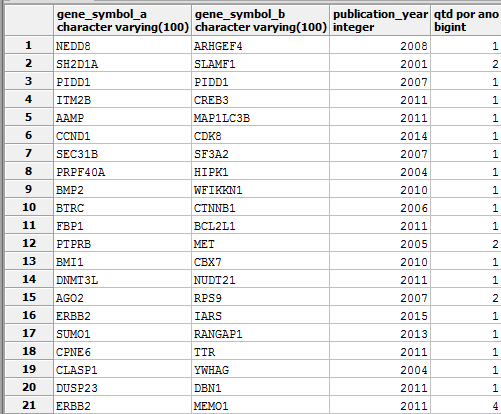 gene_symbol_a gene_symbol_b publication_year qtd por ano
character varying(100) character varying(100) integer bigint
1 NEDD8 ARHGEF4 2008 1
2 SH2D1A SLAMF1 2001 2
3 PIDD1 PIDD1 2007 1
4 ITM2B CREB3 2011 1
5 AAMP MAP1LC3B 2011 1
6 CCND1 CDK8 2014 1
7 SEC31B SF3A2 2007 1
8 PRPF40A HIPK1 2004 1
9 BMP2 WFIKKN1 2010 1
10 BTRC CTNNB1 2006 1
11 FBP1 BCL2L1 2011 1
12 PTPRB MET 2005 2
13 BMI1 CBX7 2010 1
14 DNMT3L NUDT21 2011 1
15 AGO2 RPS9 2007 2
16 ERBB2 IARS 2015 1
17 SUMO1 RANGAP1 2013 1
18 CPNE6 TTR 2011 1
19 CLASP1 YWHAG 2004 1
20 DUSP23 DBN1 2011 1
21 ERBB2 MEMO1 2011 4